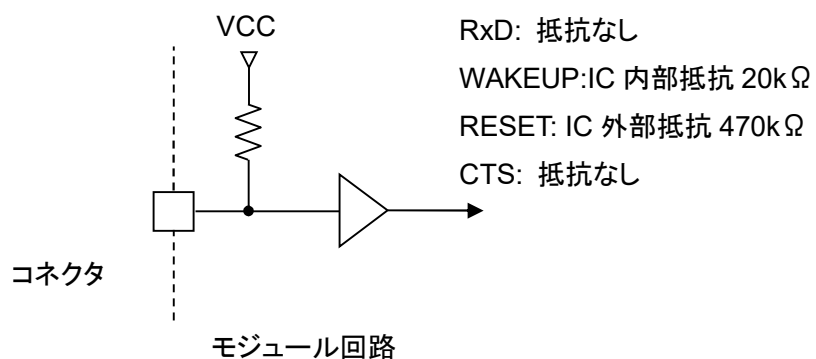 VCC
RxD: 抵抗なし
WAKEUP:IC 内部抵抗 20kΩ
RESET: IC 外部抵抗 470kΩ
CTS: 抵抗なし
コネクタ
モジュール回路